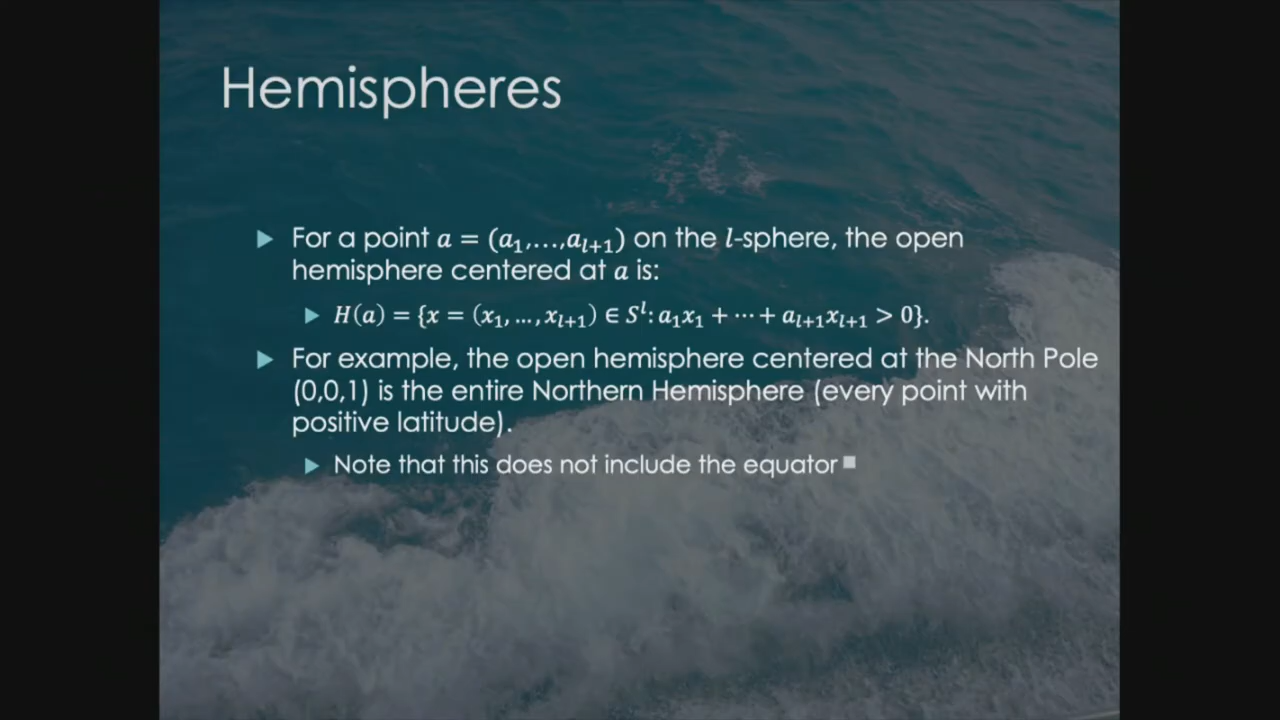 Hemispheres
For a point a = (a₁,…,aₗ₊₁) on the l-sphere, the open
hemisphere centered at a is:
H(a) = {x = (x₁, …, xₗ₊₁) ∈ Sˡ: a₁x₁ + ⋯ + aₗ₊₁xₗ₊₁ > 0}.
For example, the open hemisphere centered at the North Pole
(0,0,1) is the entire Northern Hemisphere (every point with
positive latitude).
Note that this does not include the equator